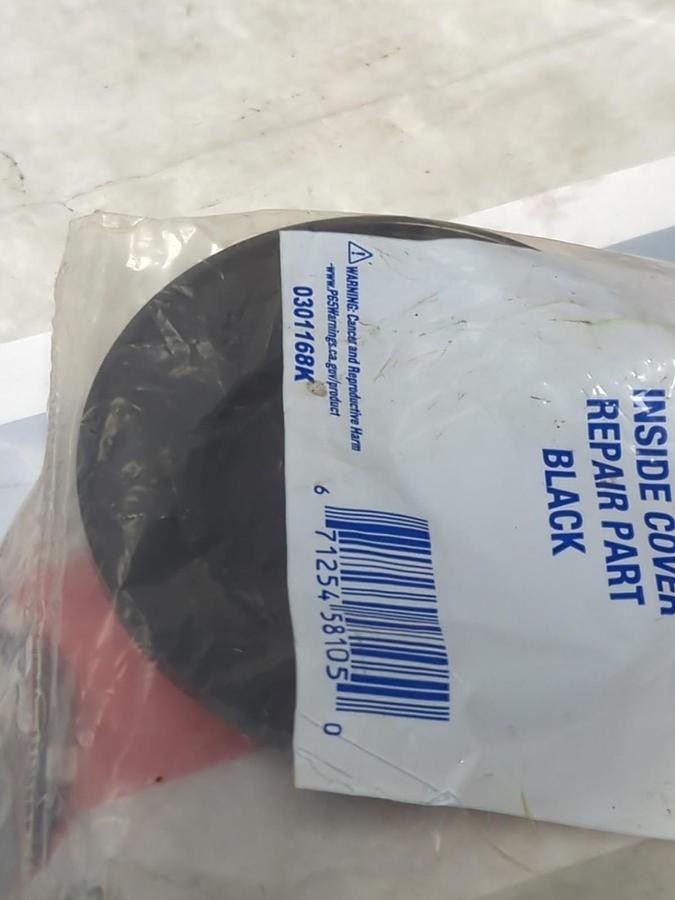 INSIDE COVER
REPAIR PART
BLACK
⚠ WARNING: Cancer and Reproductive Harm
-www.P65Warnings.ca.gov/product
0301168K
6 71254 58105 0